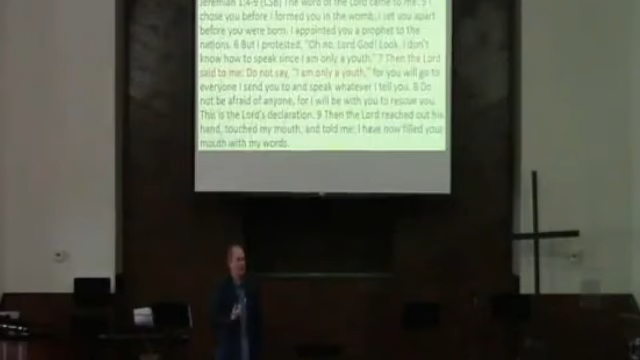 Jeremiah 1:4-9 (CSB) The word of the Lord came to me: 5 I
chose you before I formed you in the womb; I set you apart
before you were born. I appointed you a prophet to the
nations. 6 But I protested, "Oh no, Lord God! Look, I don't
know how to speak since I am only a youth." 7 Then the Lord
said to me: Do not say, "I am only a youth," for you will go to
everyone I send you to and speak whatever I tell you. 8 Do
not be afraid of anyone, for I will be with you to rescue you.
This is the Lord's declaration. 9 Then the Lord reached out his
hand, touched my mouth, and told me: I have now filled your
mouth with my words.